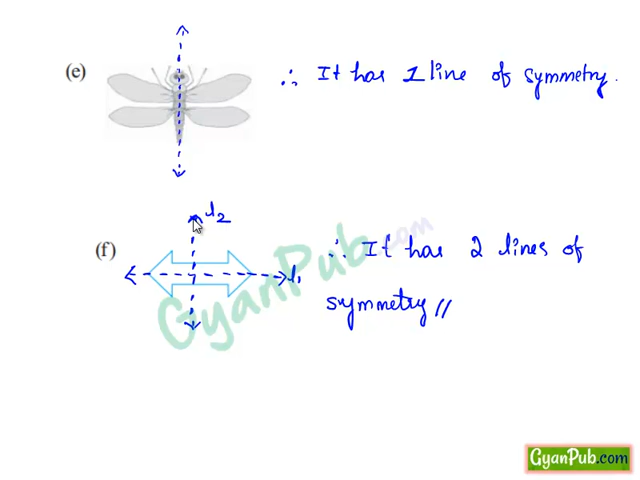 (e)
∴ It has 1 line of symmetry.
l2
(f)
l1
∴ It has 2 lines of
symmetry //
GyanPub.com
GyanPub.com